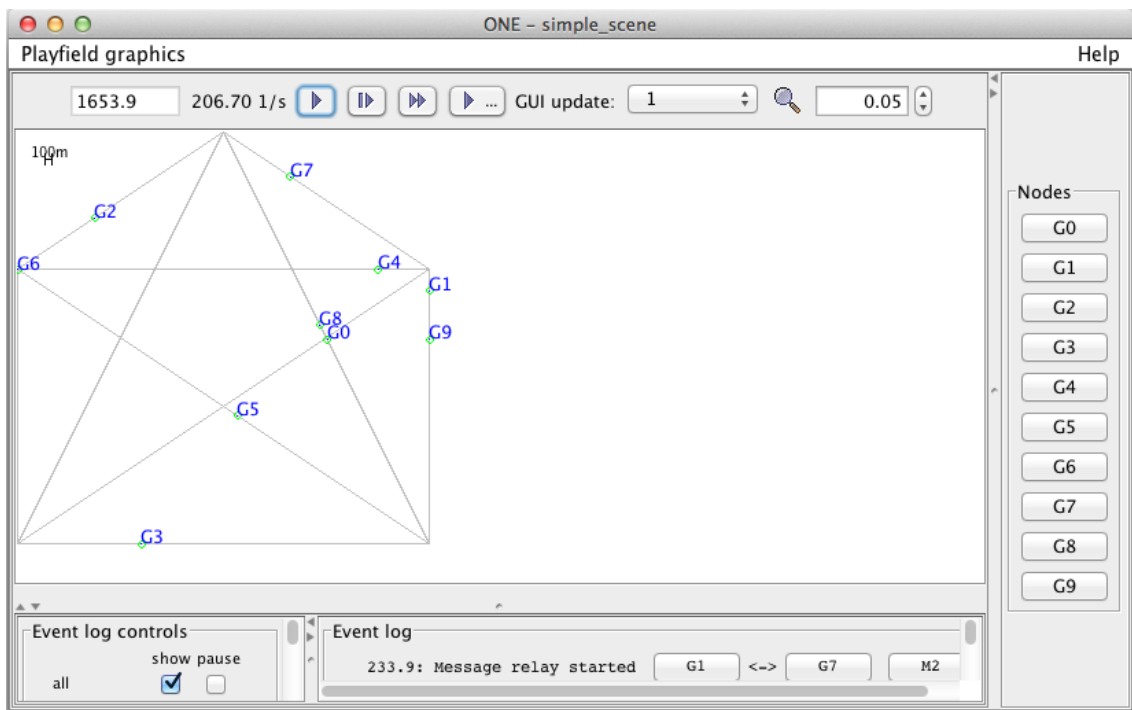 ONE – simple_scene
Playfield graphics Help
1653.9 206.70 1/s ... GUI update: 1 0.05
100m
G7
G2
G6
G4
G1
G8
G0
G9
G5
G3
Nodes
G0
G1
G2
G3
G4
G5
G6
G7
G8
G9
Event log controls
show pause
all
Event log
233.9: Message relay started G1 <-> G7 M2